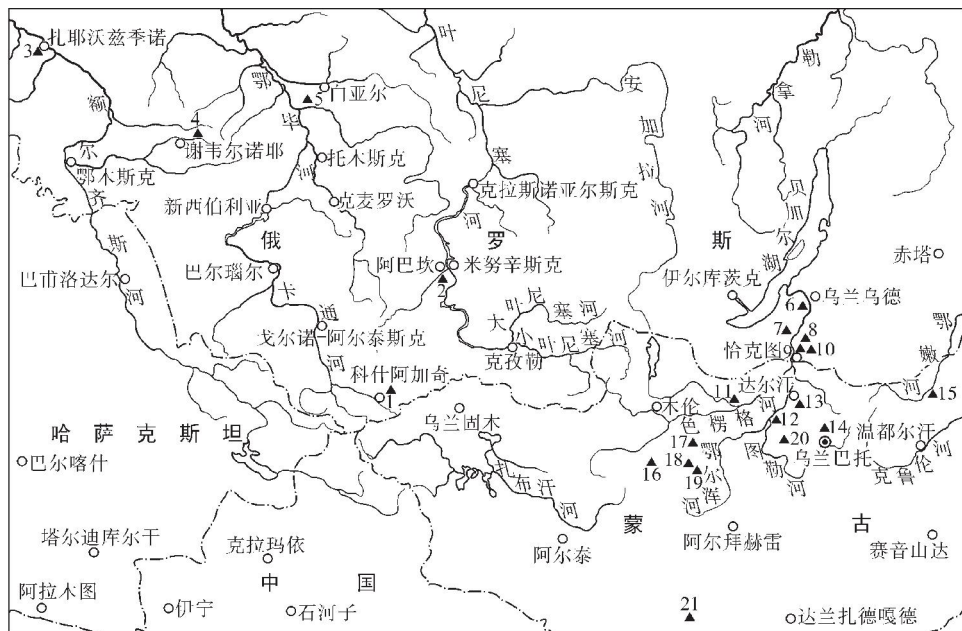 扎耶沃兹季诺
3
额尔齐斯河
鄂毕河
叶尼塞河
安加拉河
勒拿河
贝加尔湖
4
5
白亚尔
谢韦尔诺耶
鄂木斯克
托木斯克
克麦罗沃
克拉斯诺亚尔斯克
新西伯利亚
俄
罗
斯
赤塔
巴甫洛达尔
巴尔瑙尔
阿巴坎
米努辛斯克
2
伊尔库茨克
6
乌兰乌德
卡通河
戈尔诺-阿尔泰斯克
大叶尼塞河
小叶尼塞河
克孜勒
7
8
恰克图
9
10
鄂嫩河
科什阿加奇
1
乌兰固木
木伦
11
达尔汗
13
15
色楞格河
12
14
哈萨克斯坦
巴尔喀什
扎布汗河
17
18
19
16
鄂尔浑河
图勒河
20
乌兰巴托
温都尔汗
克鲁伦河
蒙
古
塔尔迪库尔干
克拉玛依
阿尔泰
阿尔拜赫雷
赛音山达
中
国
阿拉木图
伊宁
石河子
21
达兰扎德嘎德